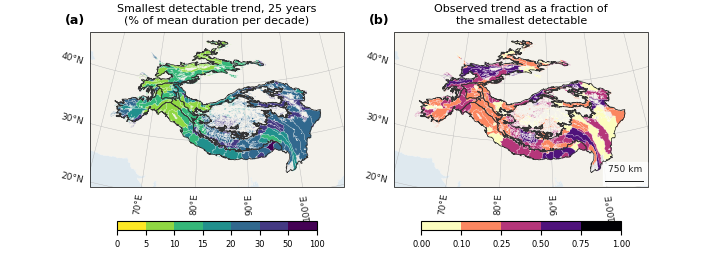 (a)
Smallest detectable trend, 25 years
(% of mean duration per decade)
(b)
Observed trend as a fraction of
the smallest detectable
40°N
30°N
20°N
70°E
80°E
90°E
100°E
0 5 10 15 20 30 50 100
40°N
30°N
20°N
750 km
70°E
80°E
90°E
100°E
0.00 0.10 0.25 0.50 0.75 1.00